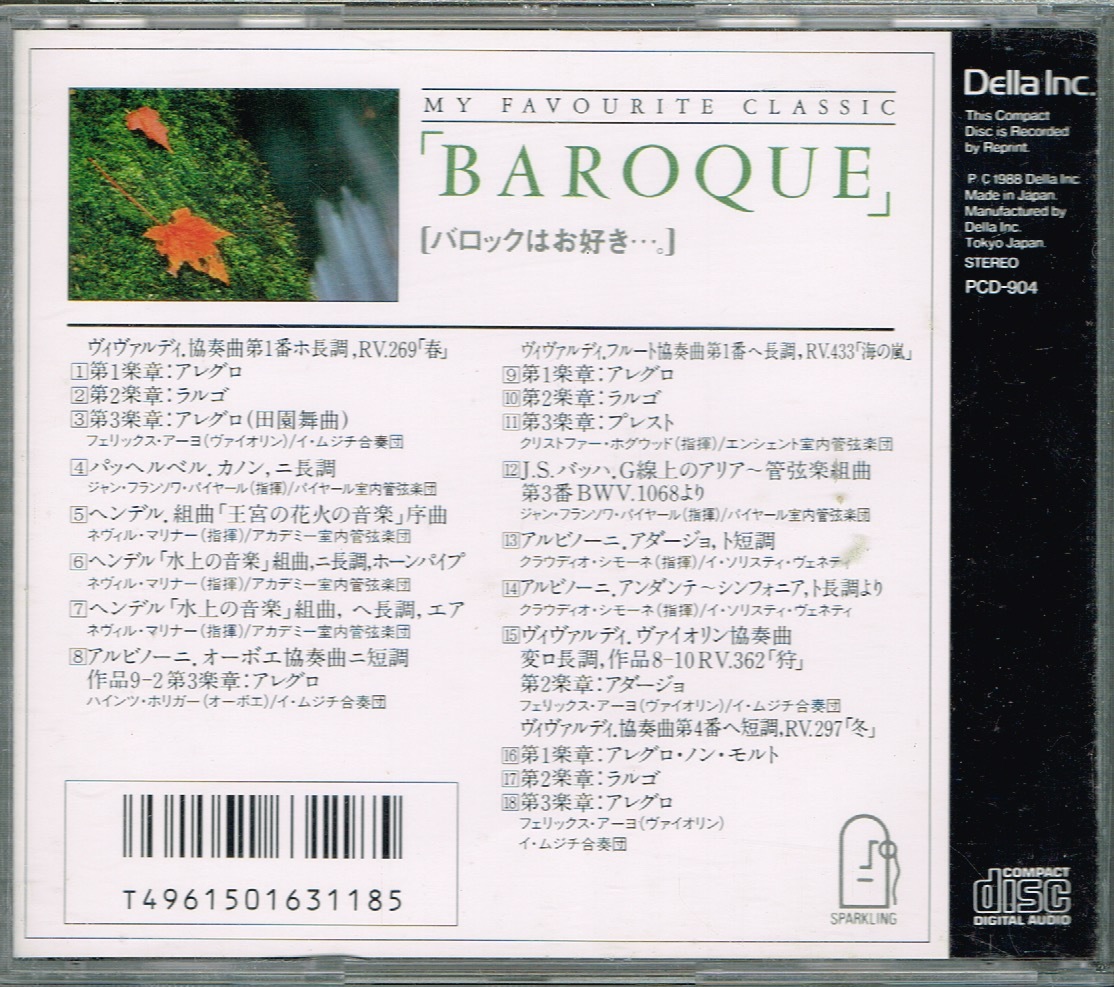 MY FAVOURITE CLASSIC
「BAROQUE」
[バロックはお好き…。]
ヴィヴァルディ.協奏曲第1番ホ長調,RV.269「春」
1 第1楽章:アレグロ
2 第2楽章:ラルゴ
3 第3楽章:アレグロ(田園舞曲)
フェリックス・アーヨ(ヴァイオリン)/イ・ムジチ合奏団
4 パッヘルベル.カノン,ニ長調
ジャン・フランソワ・パイヤール(指揮)/パイヤール室内管弦楽団
5 ヘンデル.組曲「王宮の花火の音楽」序曲
ネヴィル・マリナー(指揮)/アカデミー室内管弦楽団
6 ヘンデル「水上の音楽」組曲,ニ長調,ホーンパイプ
ネヴィル・マリナー(指揮)/アカデミー室内管弦楽団
7 ヘンデル「水上の音楽」組曲,ヘ長調,エア
ネヴィル・マリナー(指揮)/アカデミー室内管弦楽団
8 アルビノーニ.オーボエ協奏曲ニ短調
作品9-2第3楽章:アレグロ
ハインツ・ホリガー(オーボエ)/イ・ムジチ合奏団
ヴィヴァルディ.フルート協奏曲第1番ヘ長調,RV.433「海の嵐」
9 第1楽章:アレグロ
10 第2楽章:ラルゴ
11 第3楽章:プレスト
クリストファー・ホグウッド(指揮)/エンシェント室内管弦楽団
12 J.S.バッハ.G線上のアリア〜管弦楽組曲
第3番BWV.1068より
ジャン・フランソワ・パイヤール(指揮)/パイヤール室内管弦楽団
13 アルビノーニ.アダージョ,ト短調
クラウディオ・シモーネ(指揮)/イ・ソリスティ・ヴェネティ
14 アルビノーニ.アンダンテ〜シンフォニア,ト長調より
クラウディオ・シモーネ(指揮)/イ・ソリスティ・ヴェネティ
15 ヴィヴァルディ.ヴァイオリン協奏曲
変ロ長調,作品8-10RV.362「狩」
第2楽章:アダージョ
フェリックス・アーヨ(ヴァイオリン)/イ・ムジチ合奏団
ヴィヴァルディ.協奏曲第4番ヘ短調,RV.297「冬」
16 第1楽章:アレグロ・ノン・モルト
17 第2楽章:ラルゴ
18 第3楽章:アレグロ
フェリックス・アーヨ(ヴァイオリン)
イ・ムジチ合奏団
T4961501631185
SPARKLING
Della Inc.
This Compact
Disc is Recorded
by Reprint.
P.C1988 Della Inc.
Made in Japan.
Manufactured by
Della Inc.
Tokyo Japan.
STEREO
PCD-904
COMPACT
disc
DIGITAL AUDIO